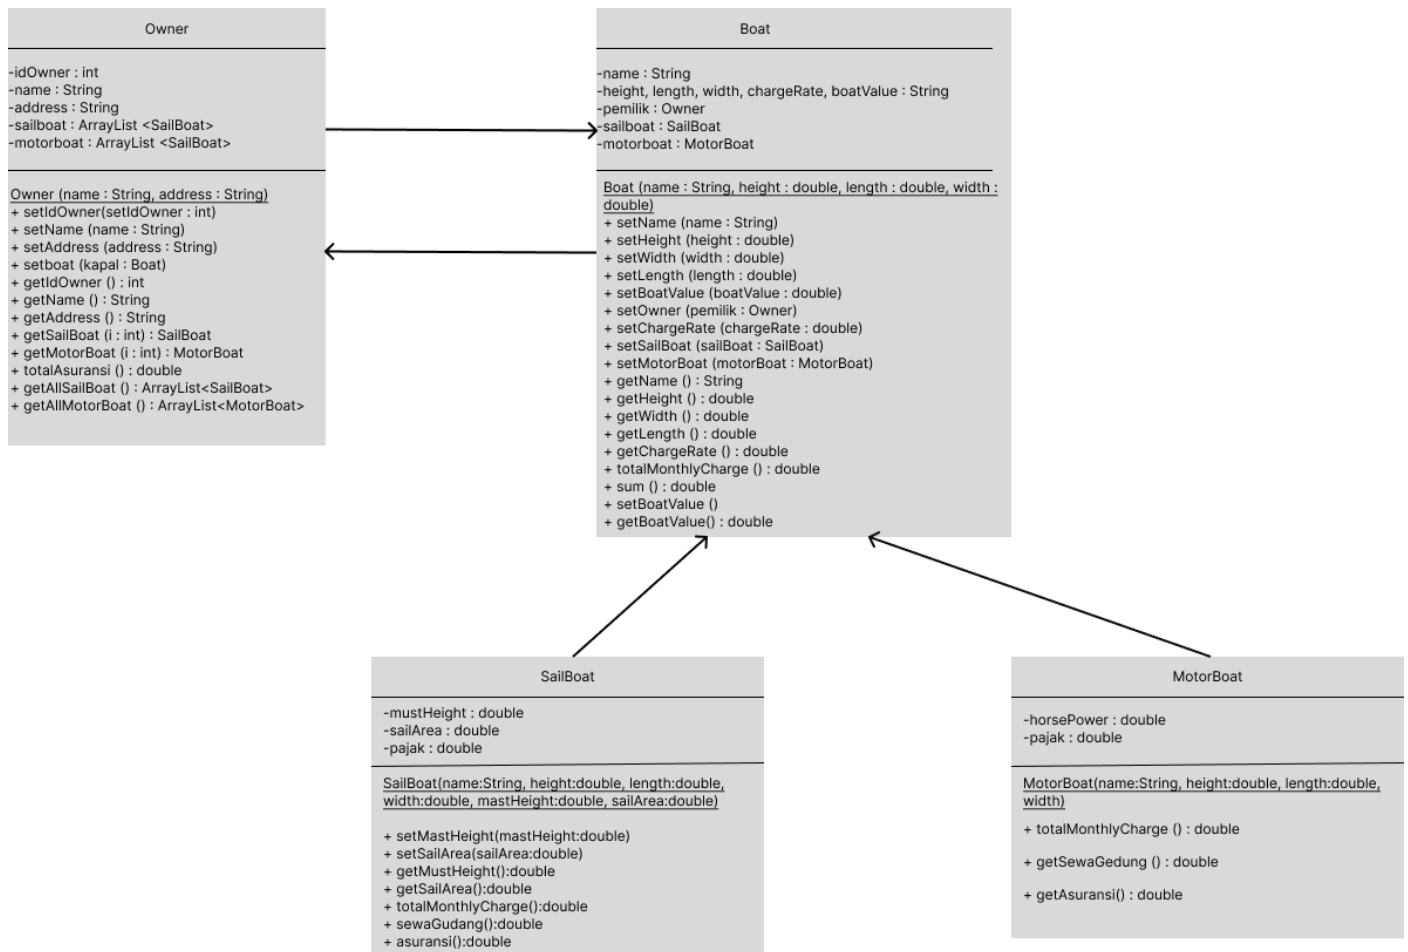 Owner
-idOwner : int
-name : String
-address : String
-sailboat : ArrayList <SailBoat>
-motorboat : ArrayList <SailBoat>
Owner (name : String, address : String)
+ setIdOwner(setIdOwner : int)
+ setName (name : String)
+ setAddress (address : String)
+ setboat (kapal : Boat)
+ getIdOwner () : int
+ getName () : String
+ getAddress () : String
+ getSailBoat (i : int) : SailBoat
+ getMotorBoat (i : int) : MotorBoat
+ totalAsuransi () : double
+ getAllSailBoat () : ArrayList<SailBoat>
+ getAllMotorBoat () : ArrayList<MotorBoat>
Boat
-name : String
-height, length, width, chargeRate, boatValue : String
-pemilik : Owner
-sailboat : SailBoat
-motorboat : MotorBoat
Boat (name : String, height : double, length : double, width :
double)
+ setName (name : String)
+ setHeight (height : double)
+ setWidth (width : double)
+ setLength (length : double)
+ setBoatValue (boatValue : double)
+ setOwner (pemilik : Owner)
+ setChargeRate (chargeRate : double)
+ setSailBoat (sailBoat : SailBoat)
+ setMotorBoat (motorBoat : MotorBoat)
+ getName () : String
+ getHeight () : double
+ getWidth () : double
+ getLength () : double
+ getChargeRate () : double
+ totalMonthlyCharge () : double
+ sum () : double
+ setBoatValue ()
+ getBoatValue() : double
SailBoat
-mustHeight : double
-sailArea : double
-pajak : double
SailBoat(name:String, height:double, length:double,
width:double, mastHeight:double, sailArea:double)
+ setMastHeight(mastHeight:double)
+ setSailArea(sailArea:double)
+ getMustHeight():double
+ getSailArea():double
+ totalMonthlyCharge():double
+ sewaGudang():double
+ asuransi():double
MotorBoat
-horsePower : double
-pajak : double
MotorBoat(name:String, height:double, length:double,
width)
+ totalMonthlyCharge () : double
+ getSewaGedung () : double
+ getAsuransi() : double